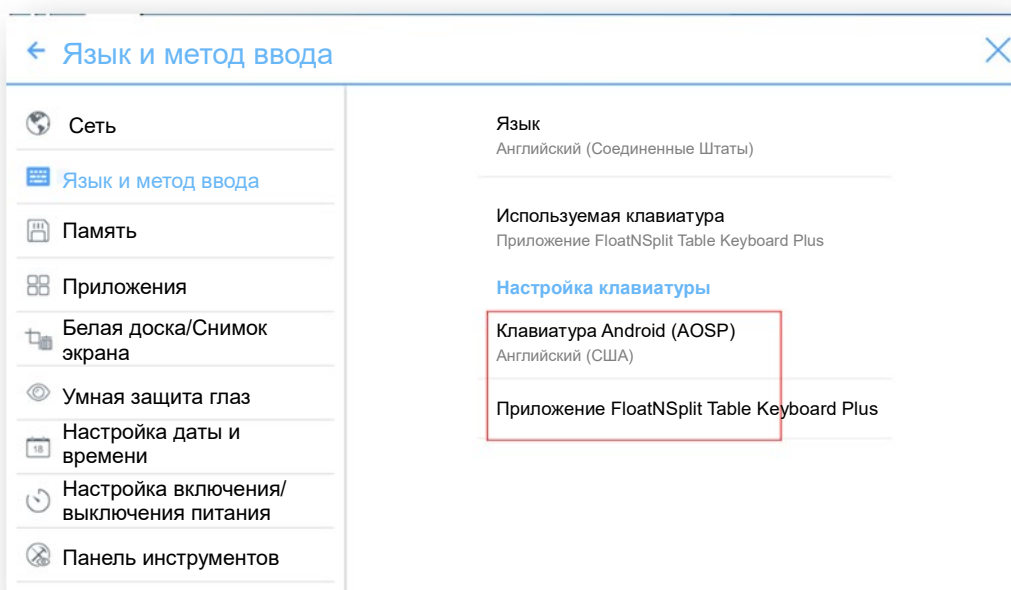 Язык и метод ввода
Сеть
Язык и метод ввода
Память
Приложения
Белая доска/Снимок
экрана
Умная защита глаз
18
Настройка даты и
времени
Настройка включения/
выключения питания
Панель инструментов
Язык
Английский (Соединенные Штаты)
Используемая клавиатура
Приложение FloatNSplit Table Keyboard Plus
Настройка клавиатуры
Клавиатура Android (AOSP)
Английский (США)
Приложение FloatNSplit Table Keyboard Plus